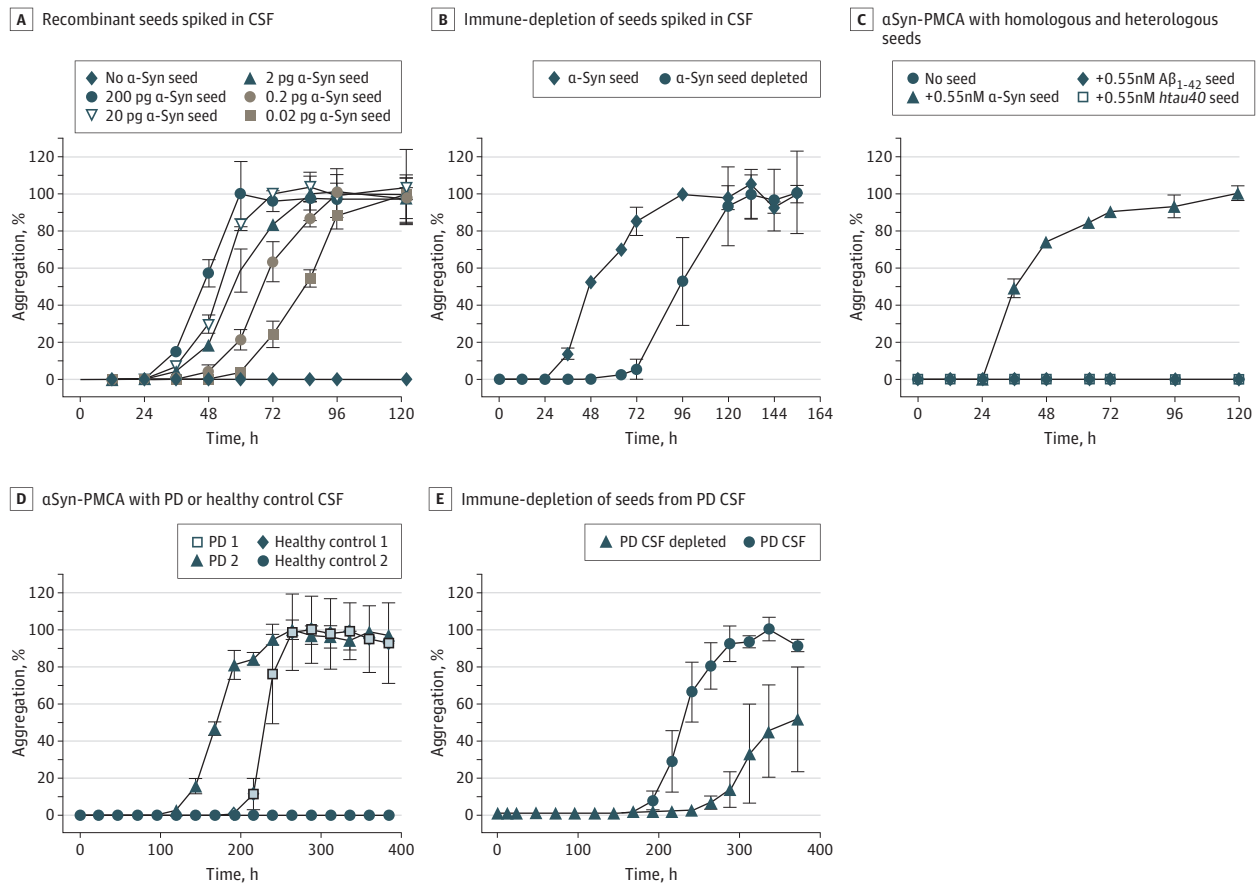 A Recombinant seeds spiked in CSF
No α-Syn seed
200 pg α-Syn seed
20 pg α-Syn seed
2 pg α-Syn seed
0.2 pg α-Syn seed
0.02 pg α-Syn seed
Aggregation, %
120
100
80
60
40
20
0
0 24 48 72 96 120
Time, h
B Immune-depletion of seeds spiked in CSF
α-Syn seed
α-Syn seed depleted
Aggregation, %
120
100
80
60
40
20
0
0 24 48 72 96 120 144 164
Time, h
C αSyn-PMCA with homologous and heterologous
seeds
No seed
+0.55nM α-Syn seed
+0.55nM Aβ1-42 seed
+0.55nM htau40 seed
Aggregation, %
120
100
80
60
40
20
0
0 12 24 36 48 72 96 120
Time, h
D αSyn-PMCA with PD or healthy control CSF
PD 1
PD 2
Healthy control 1
Healthy control 2
Aggregation, %
120
100
80
60
40
20
0
0 100 200 300 400
Time, h
E Immune-depletion of seeds from PD CSF
PD CSF depleted
PD CSF
Aggregation, %
120
100
80
60
40
20
0
0 100 200 300 400
Time, h